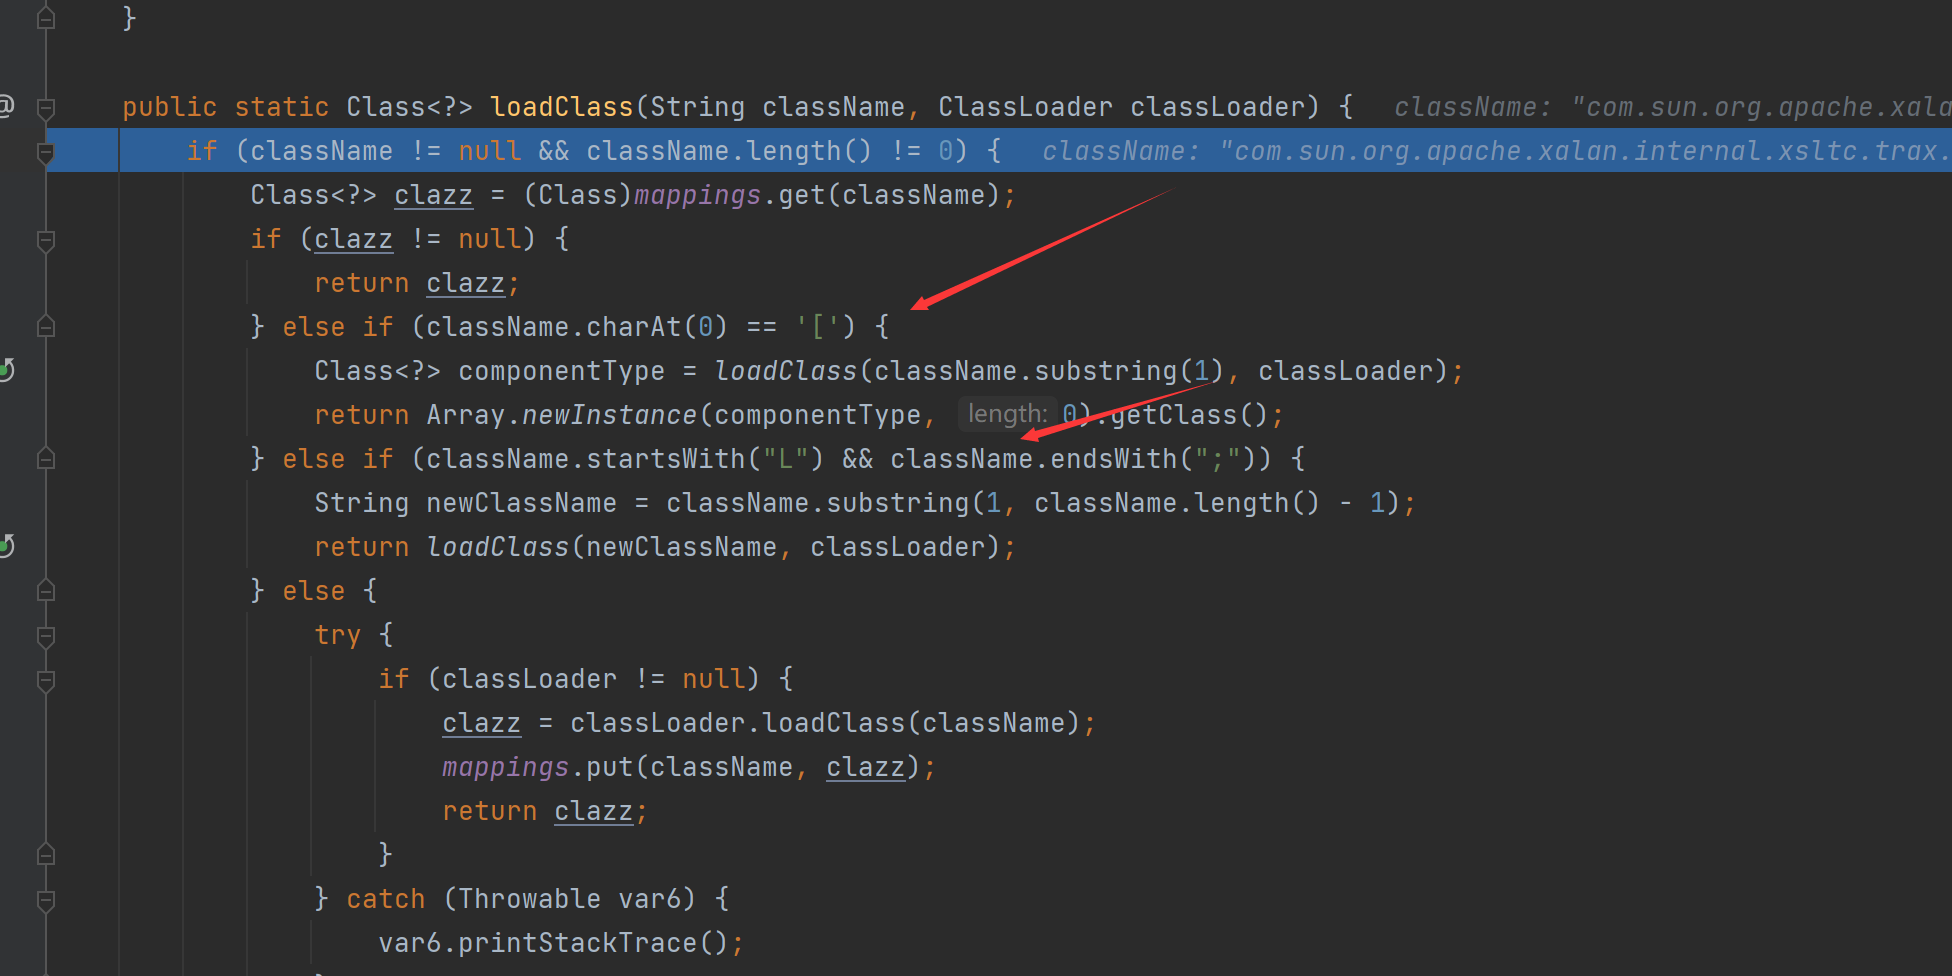 }
public static Class<?> loadClass(String className, ClassLoader classLoader) { className: "com.sun.org.apache.xala
if (className != null && className.length() != 0) { className: "com.sun.org.apache.xalan.internal.xsltc.trax.
Class<?> clazz = (Class)mappings.get(className);
if (clazz != null) {
return clazz;
} else if (className.charAt(0) == '[') {
Class<?> componentType = loadClass(className.substring(1), classLoader);
return Array.newInstance(componentType, length: 0).getClass();
} else if (className.startsWith("L") && className.endsWith(";")) {
String newClassName = className.substring(1, className.length() - 1);
return loadClass(newClassName, classLoader);
} else {
try {
if (classLoader != null) {
clazz = classLoader.loadClass(className);
mappings.put(className, clazz);
return clazz;
}
} catch (Throwable var6) {
var6.printStackTrace();